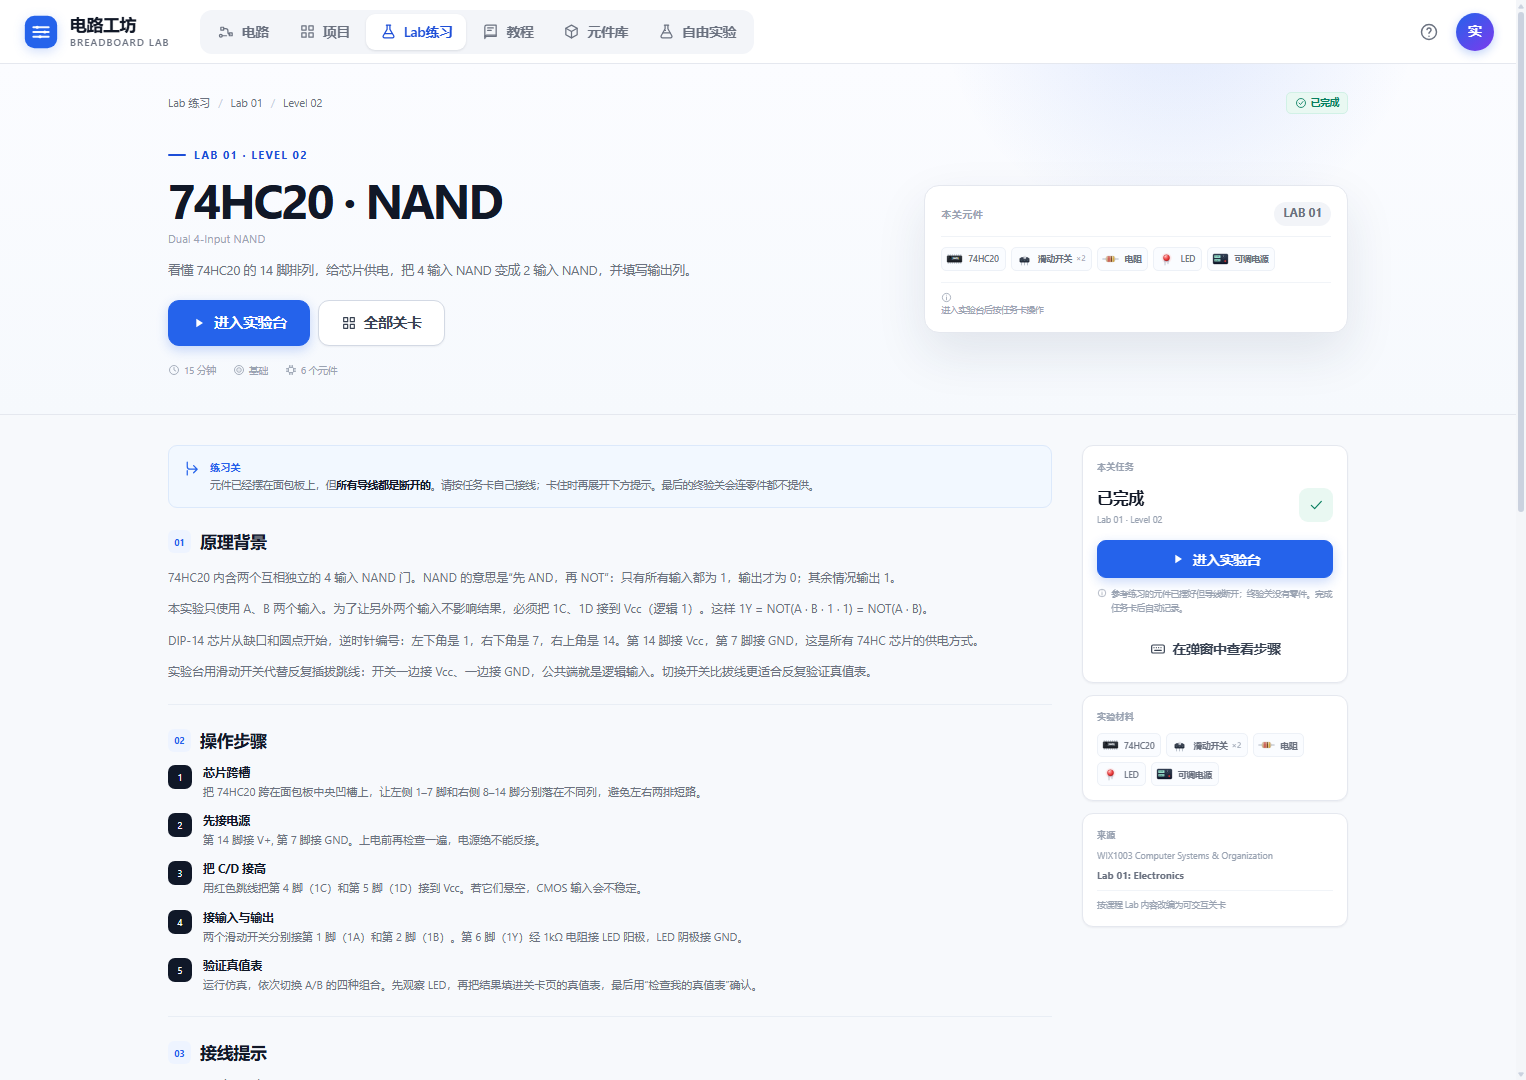 电路工坊
BREADBOARD LAB
电路
项目
Lab练习
教程
元件库
自由实验
实
Lab 练习 / Lab 01 / Level 02
已完成
LAB 01 · LEVEL 02
74HC20 · NAND
Dual 4-Input NAND
看懂 74HC20 的 14 脚排列，给芯片供电，把 4 输入 NAND 变成 2 输入 NAND，并填写输出列。
进入实验台
全部关卡
15 分钟
基础
6 个元件
本关元件
LAB 01
74HC20
滑动开关 ×2
电阻
LED
可调电源
进入实验台后按任务卡操作
练习关
元件已经摆在面包板上，但所有导线都是断开的。请按任务卡自己接线；卡住时再展开下方提示。最后的终验关会连零件都不提供。
01 原理背景
74HC20 内含两个互相独立的 4 输入 NAND 门。NAND 的意思是“先 AND，再 NOT”：只有所有输入都为 1，输出才为 0；其余情况输出 1。
本实验只使用 A、B 两个输入。为了让另外两个输入不影响结果，必须把 1C、1D 接到 Vcc（逻辑 1）。这样 1Y = NOT(A · B · 1 · 1) = NOT(A · B)。
DIP-14 芯片从缺口和圆点开始，逆时针编号：左下角是 1，右下角是 7，右上角是 14。第 14 脚接 Vcc，第 7 脚接 GND，这是所有 74HC 芯片的供电方式。
实验台用滑动开关代替反复插拔跳线：开关一边接 Vcc、一边接 GND，公共端就是逻辑输入。切换开关比拔线更适合反复验证真值表。
02 操作步骤
1 芯片跨槽
把 74HC20 跨在面包板中央凹槽上，让左侧 1–7 脚和右侧 8–14 脚分别落在不同列，避免左右两排短路。
2 先接电源
第 14 脚接 V+, 第 7 脚接 GND。上电前再检查一遍，电源绝不能反接。
3 把 C/D 接高
用红色跳线把第 4 脚（1C）和第 5 脚（1D）接到 Vcc。若它们悬空，CMOS 输入会不稳定。
4 接输入与输出
两个滑动开关分别接第 1 脚（1A）和第 2 脚（1B）。第 6 脚（1Y）经 1kΩ 电阻接 LED 阳极，LED 阴极接 GND。
5 验证真值表
运行仿真，依次切换 A/B 的四种组合。先观察 LED，再把结果填进关卡页的真值表，最后用“检查我的真值表”确认。
03 接线提示
本关任务
已完成
Lab 01 · Level 02
进入实验台
参考练习的元件已摆好但导线断开；终验关没有零件。完成
任务卡后自动记录。
在弹窗中查看步骤
实验材料
74HC20
滑动开关 ×2
电阻
LED
可调电源
来源
WIX1003 Computer Systems & Organization
Lab 01: Electronics
按课程 Lab 内容改编为可交互关卡